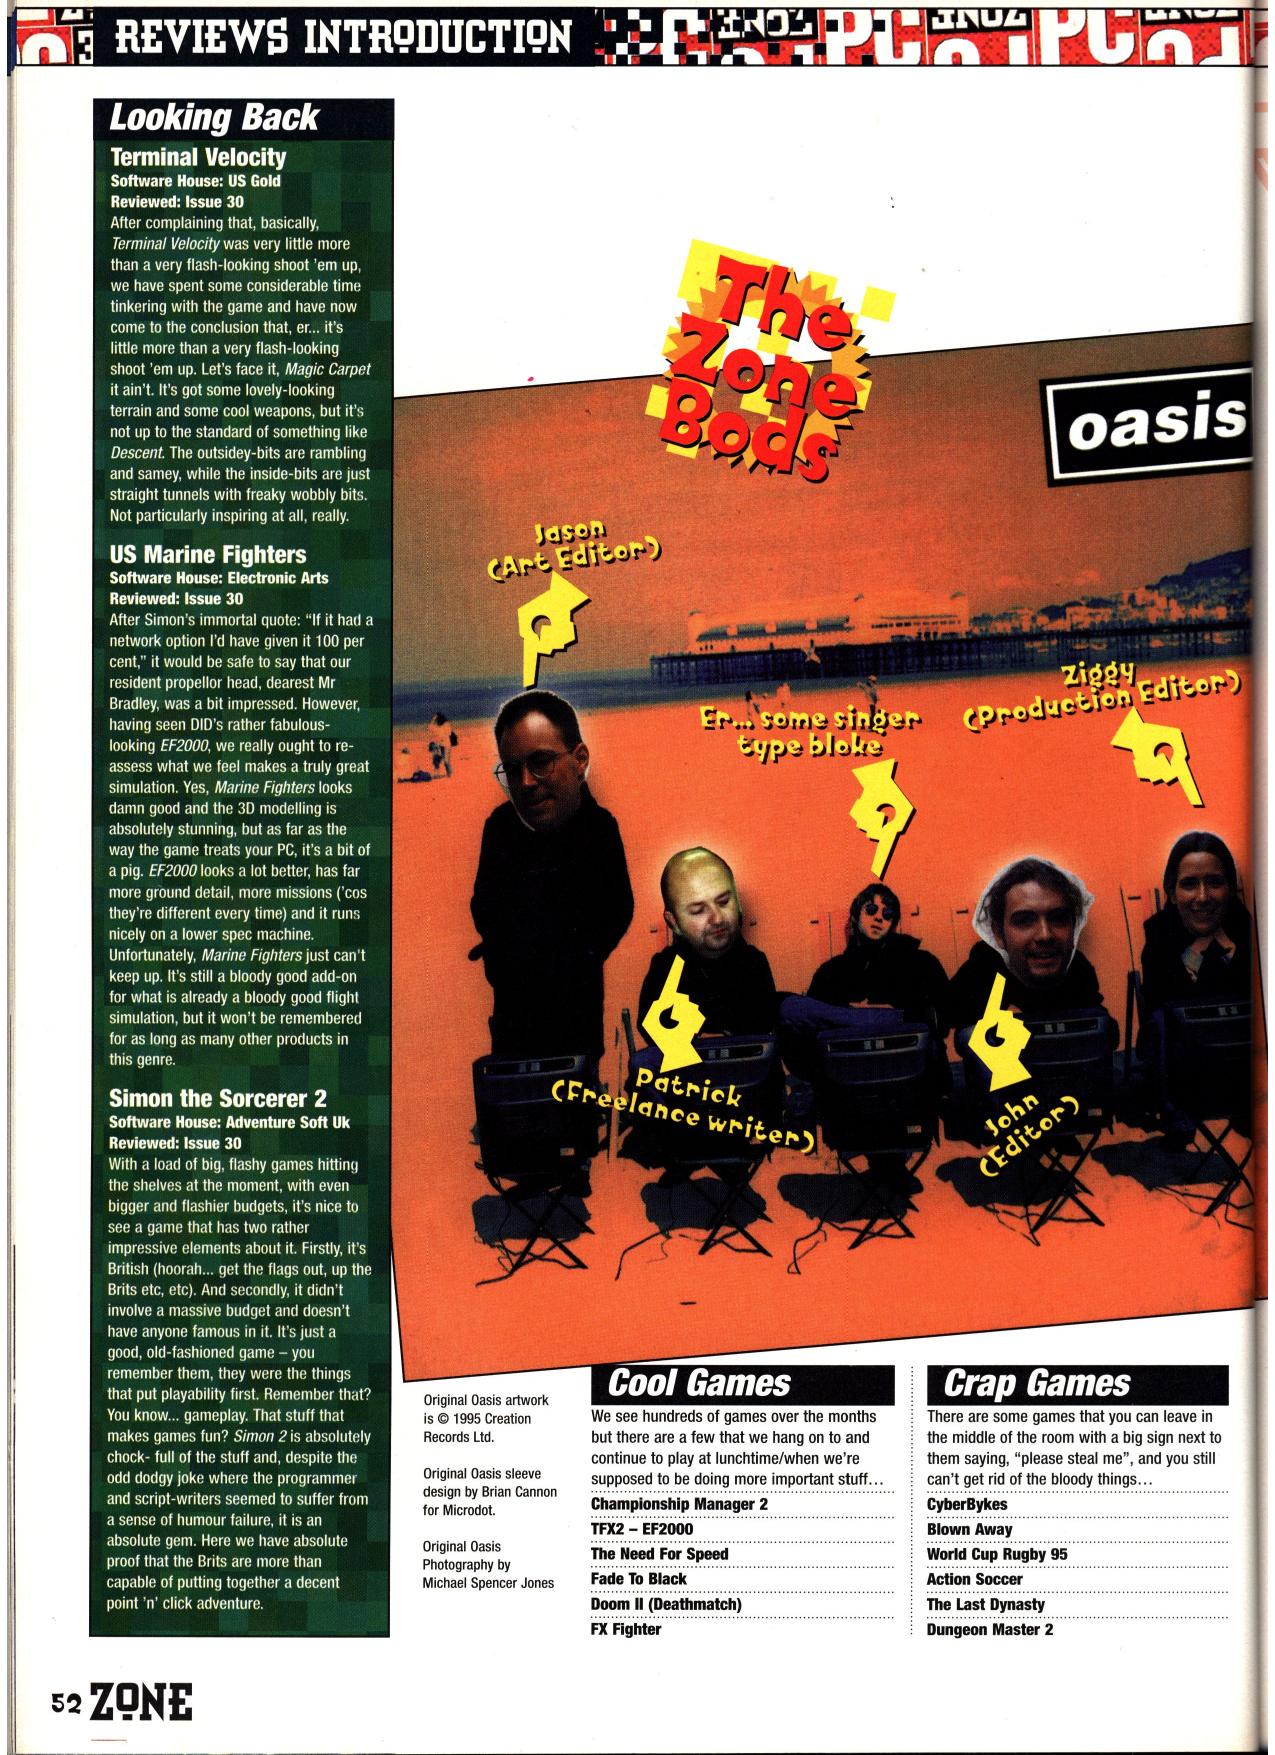 REVIEWS INTRODUCTION
Looking Back
Terminal Velocity
Software House: US Gold
Reviewed: Issue 30
After complaining that, basically,
Terminal Velocity was very little more
than a very flash-looking shoot 'em up,
we have spent some considerable time
tinkering with the game and have now
come to the conclusion that, er... it's
little more than a very flash-looking
shoot 'em up. Let's face it, Magic Carpet
it ain't. It's got some lovely-looking
terrain and some cool weapons, but it's
not up to the standard of something like
Descent. The outsidey-bits are rambling
and samey, while the inside-bits are just
straight tunnels with freaky wobbly bits.
Not particularly inspiring at all, really.
US Marine Fighters
Software House: Electronic Arts
Reviewed: Issue 30
After Simon's immortal quote: "If it had a
network option I'd have given it 100 per
cent," it would be safe to say that our
resident propellor head, dearest Mr
Bradley, was a bit impressed. However,
having seen DID's rather fabulous-
looking EF2000, we really ought to re-
assess what we feel makes a truly great
simulation. Yes, Marine Fighters looks
damn good and the 3D modelling is
absolutely stunning, but as far as the
way the game treats your PC, it's a bit of
a pig. EF2000 looks a lot better, has far
more ground detail, more missions ('cos
they're different every time) and it runs
nicely on a lower spec machine.
Unfortunately, Marine Fighters just can't
keep up. It's still a bloody good add-on
for what is already a bloody good flight
simulation, but it won't be remembered
for as long as many other products in
this genre.
Simon the Sorcerer 2
Software House: Adventure Soft Uk
Reviewed: Issue 30
With a load of big, flashy games hitting
the shelves at the moment, with even
bigger and flashier budgets, it's nice to
see a game that has two rather
impressive elements about it. Firstly, it's
British (hoorah... get the flags out, up the
Brits etc, etc). And secondly, it didn't
involve a massive budget and doesn't
have anyone famous in it. It's just a
good, old-fashioned game – you
remember them, they were the things
that put playability first. Remember that?
You know... gameplay. That stuff that
makes games fun? Simon 2 is absolutely
chock- full of the stuff and, despite the
odd dodgy joke where the programmer
and script-writers seemed to suffer from
a sense of humour failure, it is an
absolute gem. Here we have absolute
proof that the Brits are more than
capable of putting together a decent
point 'n' click adventure.
The
Zone
Bods
oasis
Jason
(Art Editor)
Er... some singer
type bloke
Ziggy
(Production Editor)
Patrick
(Freelance writer)
John
(Editor)
Original Oasis artwork
is © 1995 Creation
Records Ltd.
Original Oasis sleeve
design by Brian Cannon
for Microdot.
Original Oasis
Photography by
Michael Spencer Jones
Cool Games
We see hundreds of games over the months
but there are a few that we hang on to and
continue to play at lunchtime/when we're
supposed to be doing more important stuff...
Championship Manager 2
TFX2 – EF2000
The Need For Speed
Fade To Black
Doom II (Deathmatch)
FX Fighter
Crap Games
There are some games that you can leave in
the middle of the room with a big sign next to
them saying, "please steal me", and you still
can't get rid of the bloody things...
CyberBykes
Blown Away
World Cup Rugby 95
Action Soccer
The Last Dynasty
Dungeon Master 2
52 ZONE